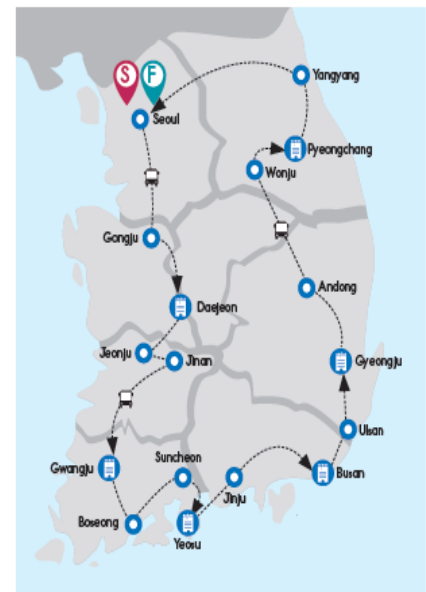 S F
Seoul
Yangyang
Pyeongchang
Wonju
Gongju
Andong
Daejeon
Jeonju
Jinan
Gyeongju
Ulsan
Gwangju
Suncheon
Busan
Jinju
Boseong
Yeosu